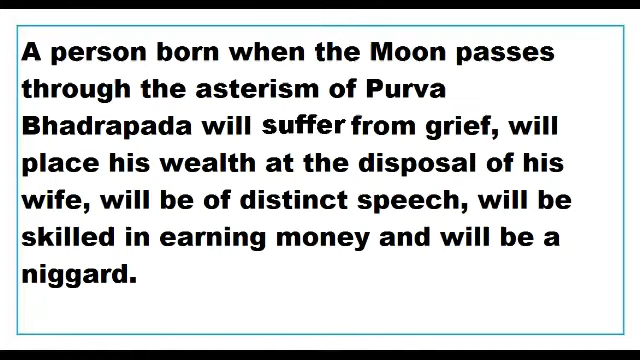 A person born when the Moon passes
through the asterism of Purva
Bhadrapada will suffer from grief, will
place his wealth at the disposal of his
wife, will be of distinct speech, will be
skilled in earning money and will be a
niggard.